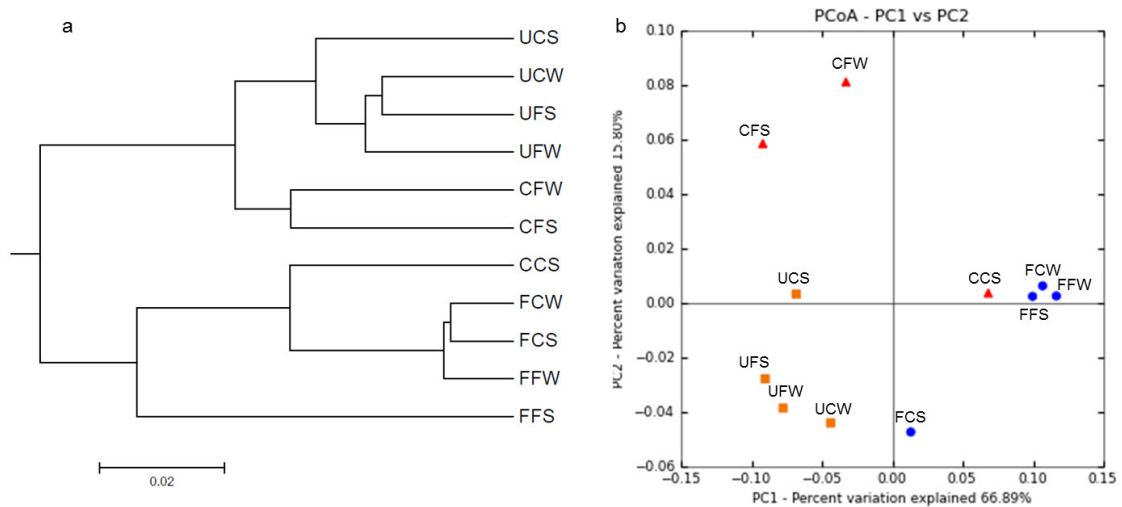 a
UCS
UCW
UFS
UFW
CFW
CFS
CCS
FCW
FCS
FFW
FFS
0.02
b
PCoA - PC1 vs PC2
PC2 - Percent variation explained 15.80%
0.10
0.08
0.06
0.04
0.02
0.00
−0.02
−0.04
−0.06
CFW
CFS
UCS
CCS
FCW
FFW
FFS
UFS
UFW
UCW
FCS
−0.15 −0.10 −0.05 0.00 0.05 0.10 0.15
PC1 - Percent variation explained 66.89%